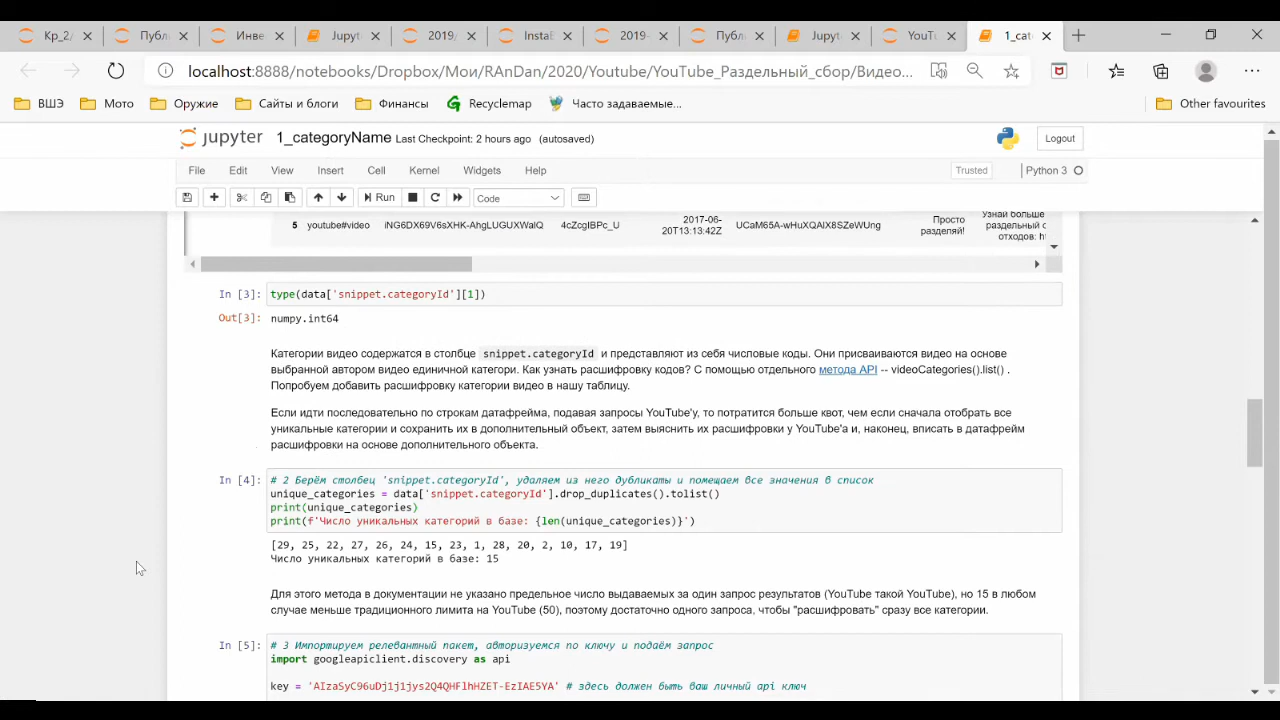 Кр_2/
Публ
Инве
Jupyt
2019/
InstaE
2019-
Публ
Jupyt
YouTu
1_cate
localhost:8888/notebooks/Dropbox/Мои/RAnDan/2020/Youtube/YouTube_Раздельный_сбор/Видео...
ВШЭ
Мото
Оружие
Сайты и блоги
Финансы
Recyclemap
Часто задаваемые...
Other favourites
jupyter 1_categoryName Last Checkpoint: 2 hours ago (autosaved)
Logout
File Edit View Insert Cell Kernel Widgets Help
Trusted
Python 3
Run
Code
5 youtube#video
2017-06-20T13:13:42Z
Просто разделяй!
Узнай больше
раздельный с
отходов: ht
In [3]: type(data['snippet.categoryId'][1])
Out[3]: numpy.int64
Категории видео содержатся в столбце snippet.categoryId и представляют из себя числовые коды. Они присваиваются видео на основе
выбранной автором видео единичной категори. Как узнать расшифровку кодов? С помощью отдельного метода API -- videoCategories().list() .
Попробуем добавить расшифровку категории видео в нашу таблицу.
Если идти последовательно по строкам датафрейма, подавая запросы YouTube'у, то потратится больше квот, чем если сначала отобрать все
уникальные категории и сохранить их в дополнительный объект, затем выяснить их расшифровки у YouTube'а и, наконец, вписать в датафрейм
расшифровки на основе дополнительного объекта.
In [4]: # 2 Берём столбец 'snippet.categoryId', удаляем из него дубликаты и помещаем все значения в список
unique_categories = data['snippet.categoryId'].drop_duplicates().tolist()
print(unique_categories)
print(f'Число уникальных категорий в базе: {len(unique_categories)}')
[29, 25, 22, 27, 26, 24, 15, 23, 1, 28, 20, 2, 10, 17, 19]
Число уникальных категорий в базе: 15
Для этого метода в документации не указано предельное число выдаваемых за один запрос результатов (YouTube такой YouTube), но 15 в любом
случае меньше традиционного лимита на YouTube (50), поэтому достаточно одного запроса, чтобы "расшифровать" сразу все категории.
In [5]: # 3 Импортируем релевантный пакет, авторизуемся по ключу и подаём запрос
import googleapiclient.discovery as api
key = # здесь должен быть ваш личный api ключ